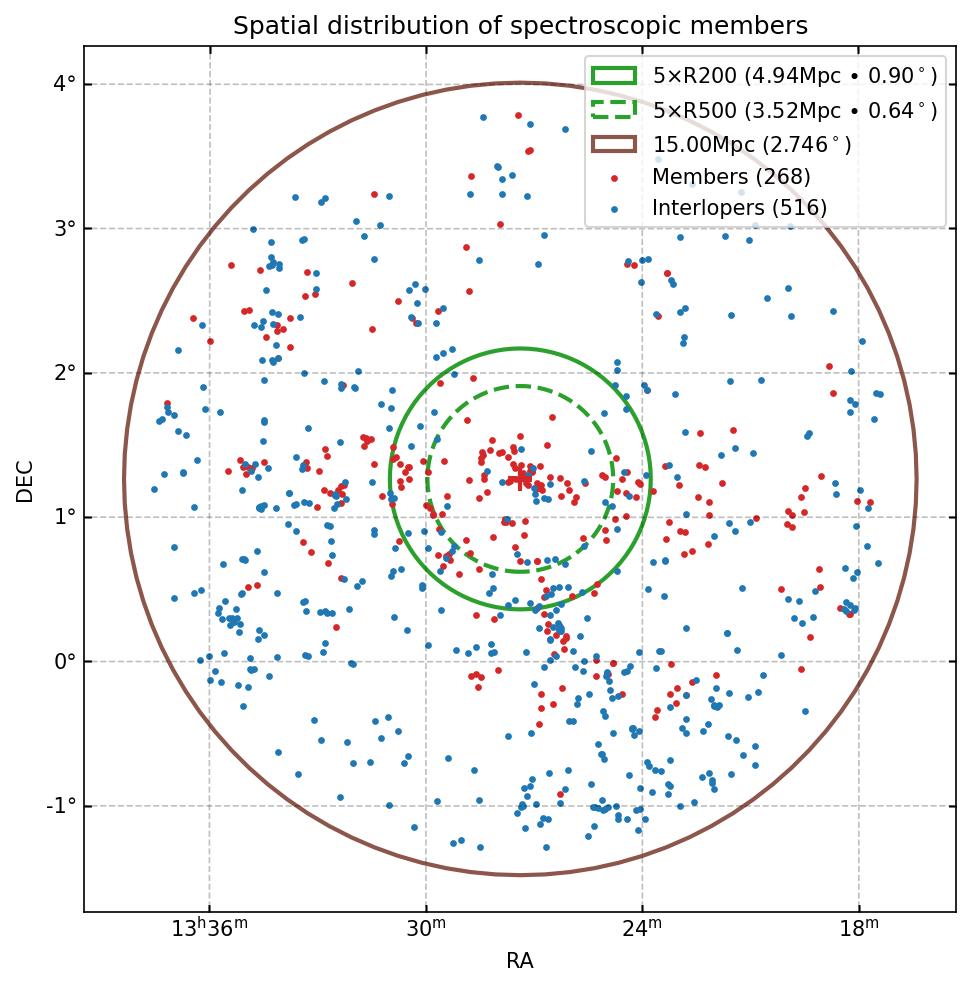 Spatial distribution of spectroscopic members
5×R200 (4.94Mpc • 0.90°)
5×R500 (3.52Mpc • 0.64°)
15.00Mpc (2.746°)
Members (268)
Interlopers (516)
4°
3°
2°
1°
0°
-1°
DEC
13ʰ36ᵐ 30ᵐ 24ᵐ 18ᵐ
RA